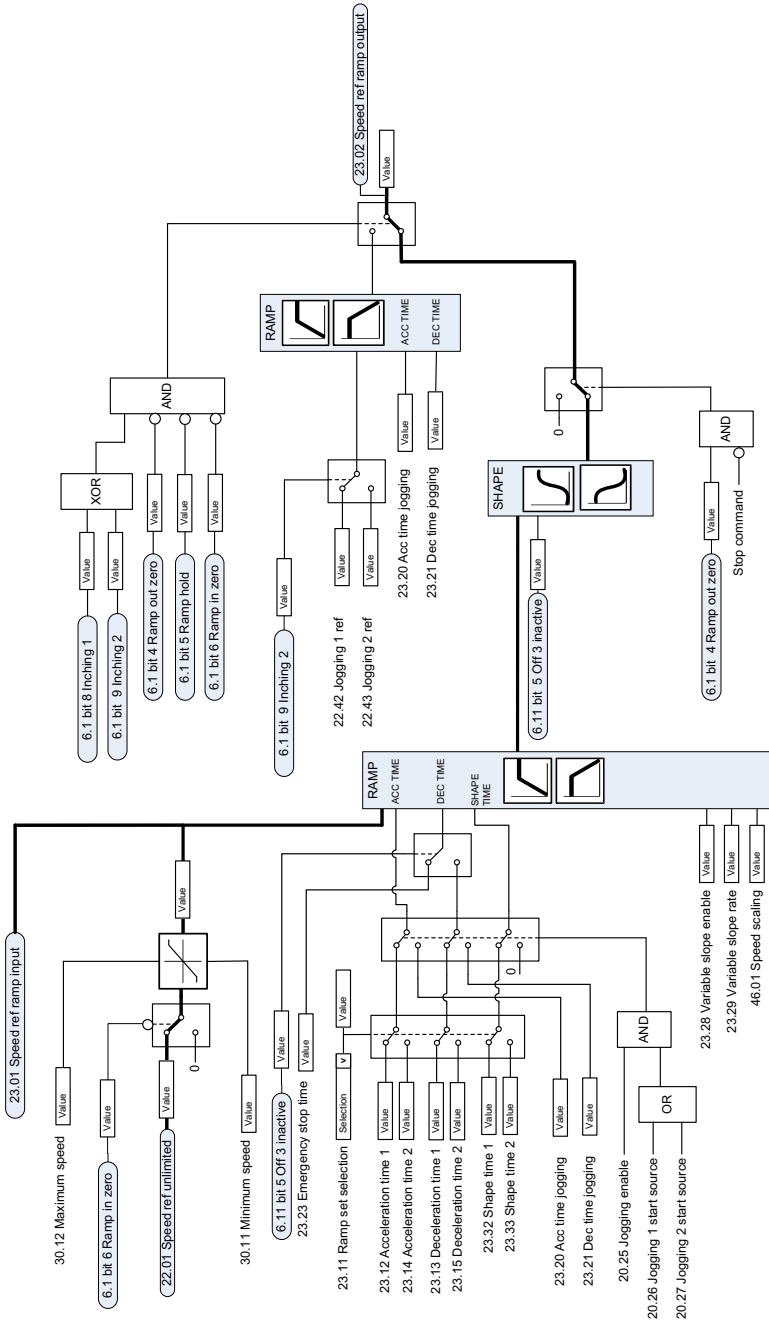 23.01 Speed ref ramp input
30.12 Maximum speed
Value
6.1 bit 6 Ramp in zero
Value
22.01 Speed ref unlimited
Value
0
Value
30.11 Minimum speed
Value
6.11 bit 5 Off 3 inactive
Value
23.23 Emergency stop time
Value
23.11 Ramp set selection
Selection
v
Value
23.12 Acceleration time 1
Value
23.14 Acceleration time 2
Value
23.13 Deceleration time 1
Value
23.15 Deceleration time 2
Value
23.32 Shape time 1
Value
23.33 Shape time 2
Value
0
23.20 Acc time jogging
Value
23.21 Dec time jogging
Value
20.25 Jogging enable
AND
20.26 Jogging 1 start source
OR
20.27 Jogging 2 start source
RAMP
ACC TIME
DEC TIME
SHAPE
TIME
23.28 Variable slope enable
Value
23.29 Variable slope rate
Value
46.01 Speed scaling
Value
6.1 bit 8 Inching 1
Value
6.1 bit 9 Inching 2
Value
XOR
6.1 bit 4 Ramp out zero
Value
6.1 bit 5 Ramp hold
Value
6.1 bit 6 Ramp in zero
Value
AND
6.1 bit 9 Inching 2
Value
22.42 Jogging 1 ref
Value
22.43 Jogging 2 ref
Value
23.20 Acc time jogging
Value
23.21 Dec time jogging
Value
RAMP
ACC TIME
DEC TIME
23.02 Speed ref ramp output
Value
SHAPE
6.11 bit 5 Off 3 inactive
Value
0
6.1 bit 4 Ramp out zero
Value
AND
Stop command